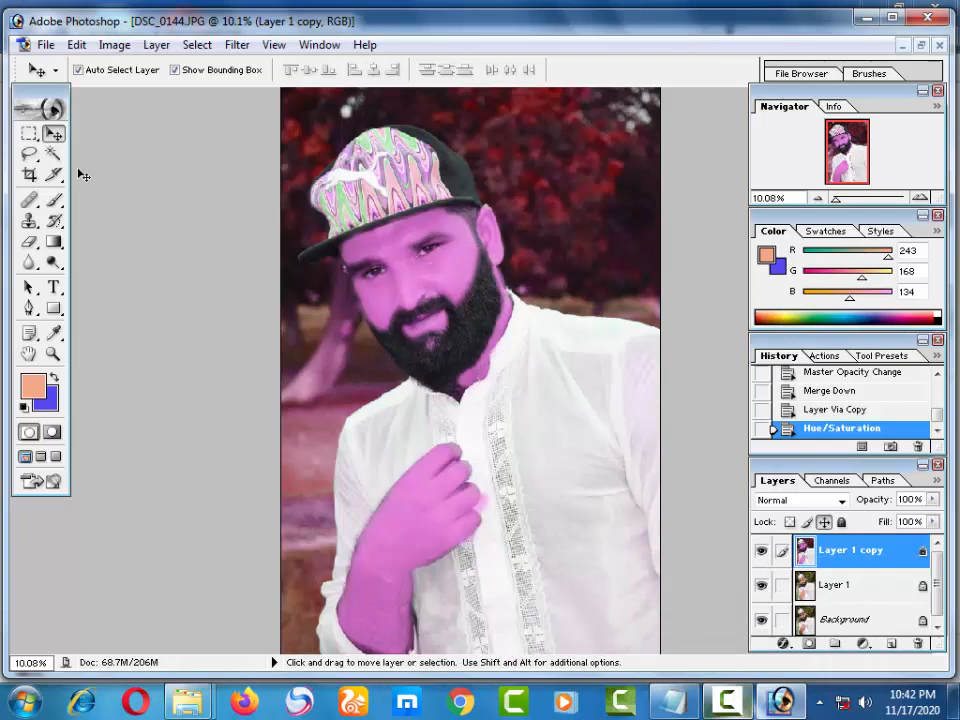 Adobe Photoshop - [DSC_0144.JPG @ 10.1% (Layer 1 copy, RGB)]
File Edit Image Layer Select Filter View Window Help
Auto Select Layer Show Bounding Box
File Browser Brushes
Navigator Info
10.08%
Color Swatches Styles
R 243
G 168
B 134
History Actions Tool Presets
Master Opacity Change
Merge Down
Layer Via Copy
Hue/Saturation
Layers Channels Paths
Normal Opacity: 100%
Lock: Fill: 100%
Layer 1 copy
Layer 1
Background
10.08% Doc: 68.7M/206M Click and drag to move layer or selection. Use Shift and Alt for additional options.
10:42 PM
11/17/2020